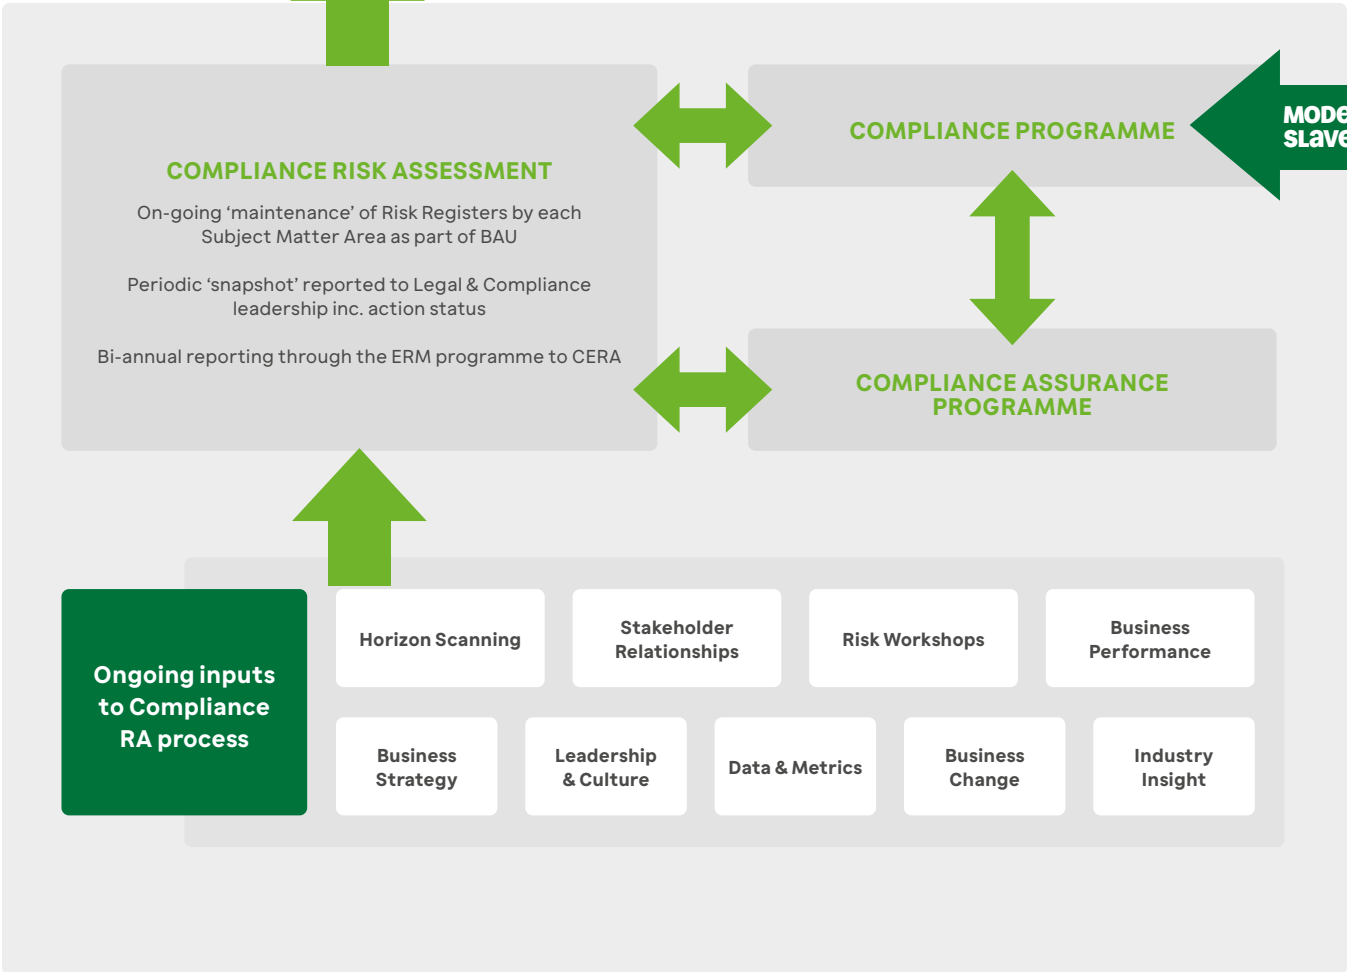 COMPLIANCE RISK ASSESSMENT
On-going ‘maintenance’ of Risk Registers by each
Subject Matter Area as part of BAU
Periodic ‘snapshot’ reported to Legal & Compliance
leadership inc. action status
Bi-annual reporting through the ERM programme to CERA
COMPLIANCE PROGRAMME
COMPLIANCE ASSURANCE
PROGRAMME
Ongoing inputs
to Compliance
RA process
Horizon Scanning
Stakeholder
Relationships
Risk Workshops
Business
Performance
Business
Strategy
Leadership
& Culture
Data & Metrics
Business
Change
Industry
Insight